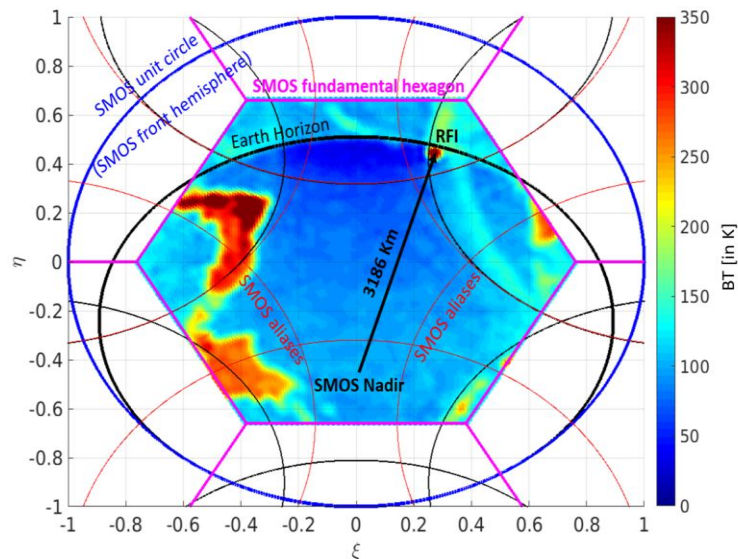 SMOS unit circle
(SMOS front hemisphere)
SMOS fundamental hexagon
Earth Horizon
RFI
3186 Km
SMOS aliases
SMOS aliases
SMOS Nadir
1
0.8
0.6
0.4
0.2
0
-0.2
-0.4
-0.6
-0.8
-1
η
-1
-0.8
-0.6
-0.4
-0.2
0
0.2
0.4
0.6
0.8
1
ξ
350
300
250
200
150
100
50
0
BT [in K]